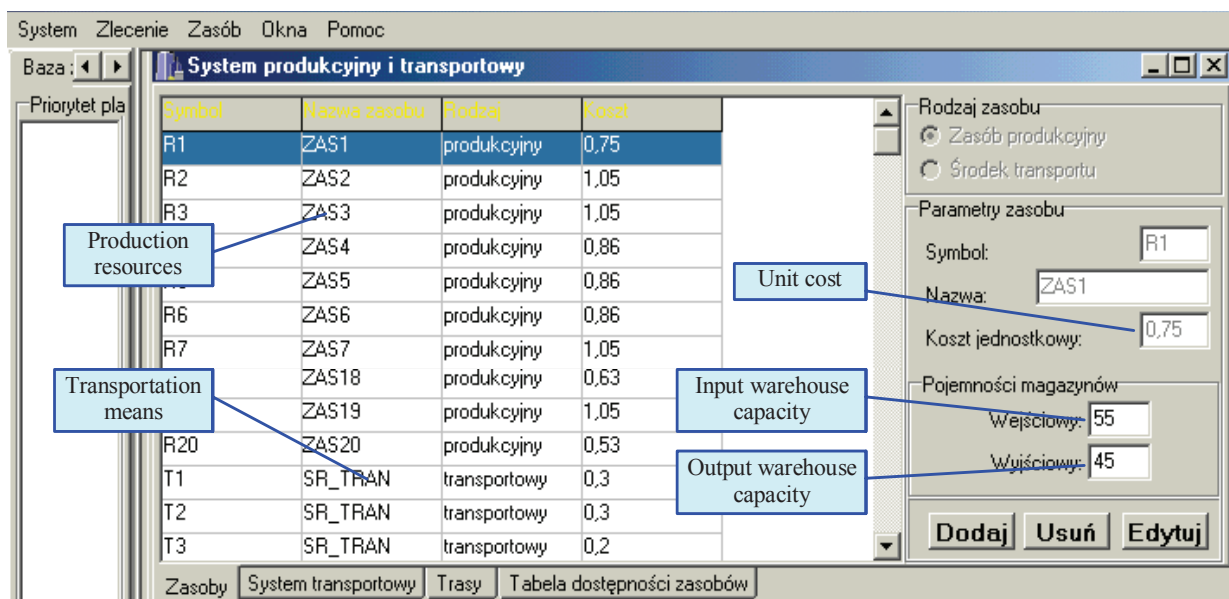 System Zlecenie Zasób Okna Pomoc
Baza :
System produkcyjny i transportowy
Priorytet pla
Symbol Nazwa zasobu Rodzaj Koszt
R1 ZAS1 produkcyjny 0,75
R2 ZAS2 produkcyjny 1,05
R3 ZAS3 produkcyjny 1,05
ZAS4 produkcyjny 0,86
ZAS5 produkcyjny 0,86
R6 ZAS6 produkcyjny 0,86
R7 ZAS7 produkcyjny 1,05
ZAS18 produkcyjny 0,63
ZAS19 produkcyjny 1,05
R20 ZAS20 produkcyjny 0,53
T1 SR_TRAN transportowy 0,3
T2 SR_TRAN transportowy 0,3
T3 SR_TRAN transportowy 0,2
Production
resources
Transportation
means
Unit cost
Input warehouse
capacity
Output warehouse
capacity
Rodzaj zasobu
Zasób produkcyjny
Środek transportu
Parametry zasobu
Symbol: R1
Nazwa: ZAS1
Koszt jednostkowy: 0,75
Pojemności magazynów
Wejściowy: 55
Wyjściowy: 45
Dodaj Usuń Edytuj
Zasoby System transportowy Trasy Tabela dostępności zasobów